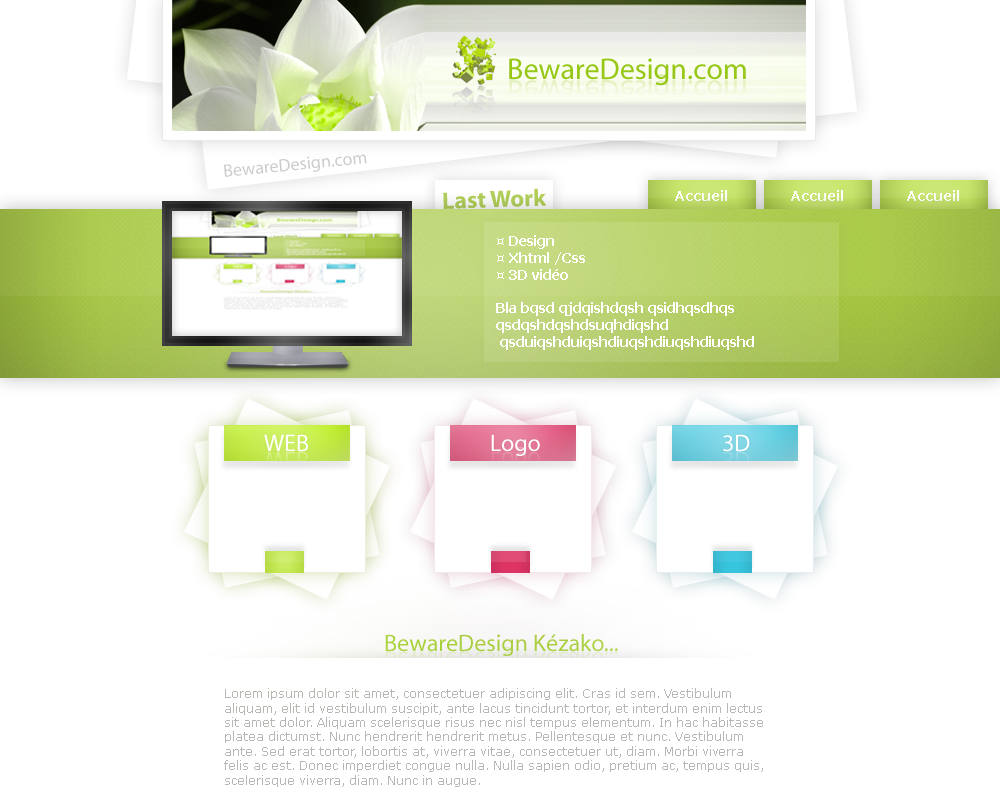 BewareDesign.com
BewareDesign.com
Last Work
Accueil
Accueil
Accueil
¤ Design
¤ Xhtml /Css
¤ 3D vidéo
Bla bqsd qjdqishdqsh qsidhqsdhqs
qsdqshdqshdsuqhdiqshd
qsduiqshduiqshdiuqshdiuqshdiuqshd
WEB
Logo
3D
BewareDesign Kézako...
Lorem ipsum dolor sit amet, consectetuer adipiscing elit. Cras id sem. Vestibulum
aliquam, elit id vestibulum suscipit, ante lacus tincidunt tortor, et interdum enim lectus
sit amet dolor. Aliquam scelerisque risus nec nisl tempus elementum. In hac habitasse
platea dictumst. Nunc hendrerit hendrerit metus. Pellentesque et nunc. Vestibulum
ante. Sed erat tortor, lobortis at, viverra vitae, consectetuer ut, diam. Morbi viverra
felis ac est. Donec imperdiet congue nulla. Nulla sapien odio, pretium ac, tempus quis,
scelerisque viverra, diam. Nunc in augue.